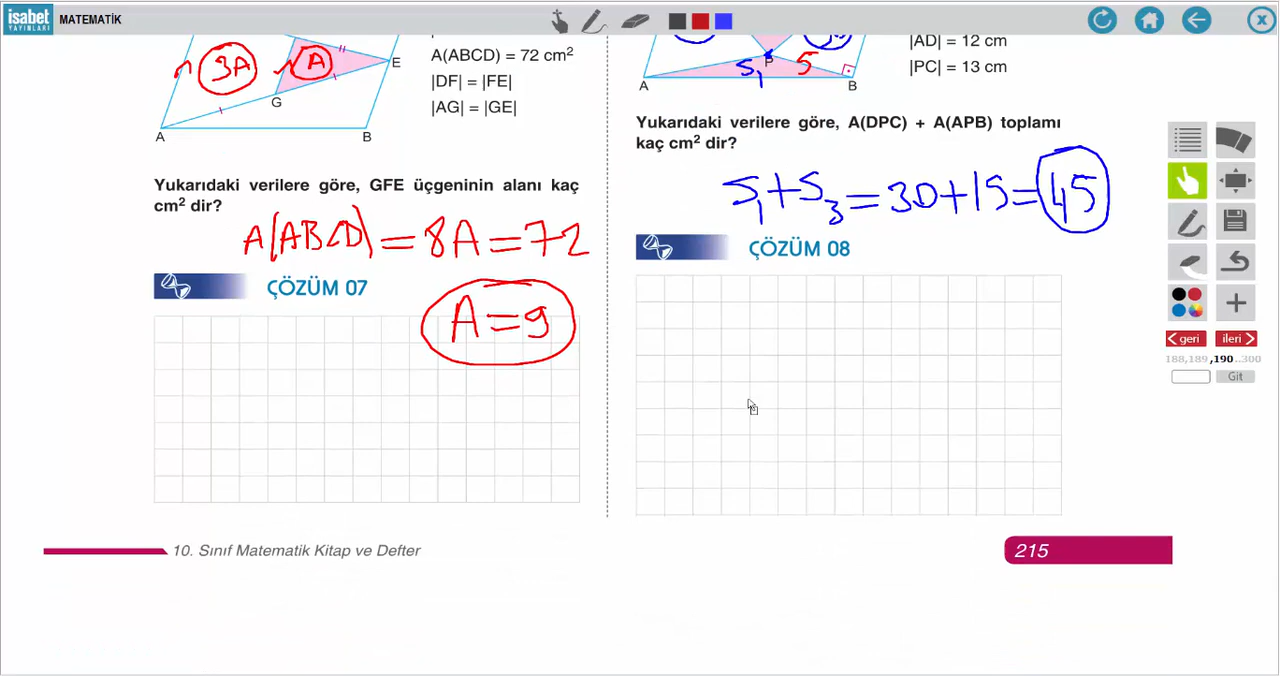 isabet
YAYINLARI
MATEMATİK
3A
A
E
G
A
B
A(ABCD) = 72 cm²
|DF| = |FE|
|AG| = |GE|
Yukarıdaki verilere göre, GFE üçgeninin alanı kaç
cm² dir?
A(ABCD) = 8A = 72
ÇÖZÜM 07
A = 9
P
S₁
5
A
B
|AD| = 12 cm
|PC| = 13 cm
Yukarıdaki verilere göre, A(DPC) + A(APB) toplamı
kaç cm² dir?
S₁ + S₃ = 30 + 15 = 45
ÇÖZÜM 08
geri
ileri
188,189,190..300
Git
10. Sınıf Matematik Kitap ve Defter
215